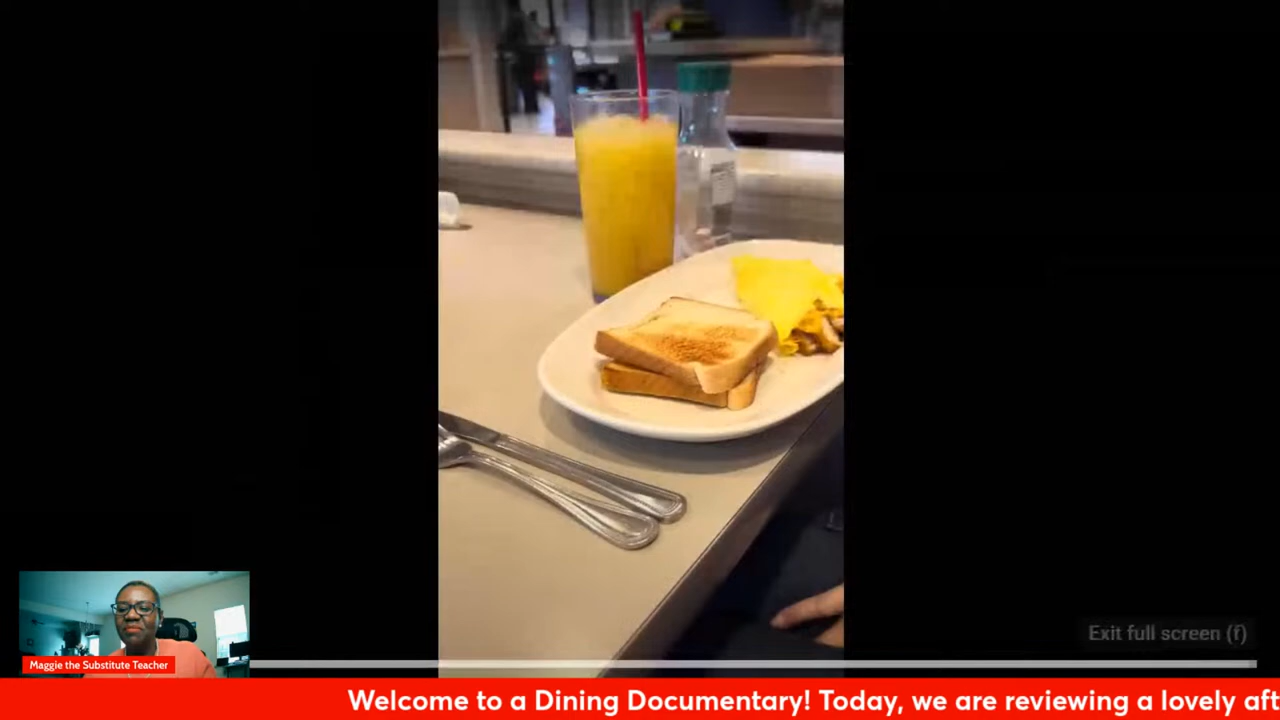 Exit full screen (f)
Maggie the Substitute Teacher
Welcome to a Dining Documentary! Today, we are reviewing a lovely aft